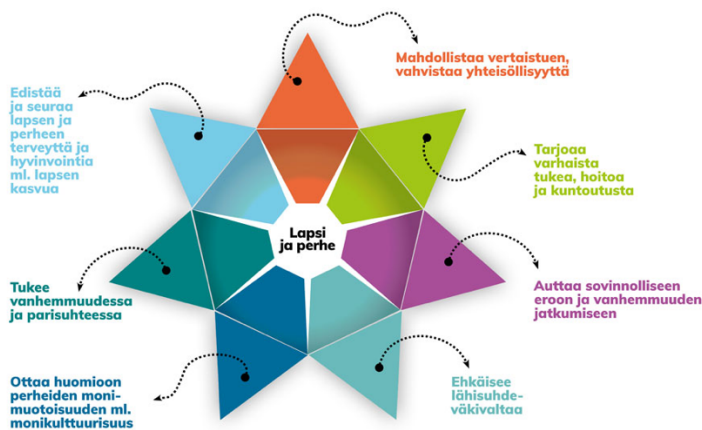 Mahdollistaa vertaistuen,
vahvistaa yhteisöllisyyttä
Edistää
ja seuraa
lapsen ja
perheen
terveyttä ja
hyvinvointia
ml. lapsen
kasvua
Tarjoaa
varhaista
tukea, hoitoa
ja kuntoutusta
Lapsi
ja perhe
Tukee
vanhemmuudessa
ja parisuhteessa
Auttaa sovinnolliseen
eroon ja vanhemmuuden
jatkumiseen
Ottaa huomioon
perheiden moni-
muotoisuuden ml.
monikulttuurisuus
Ehkäisee
lähisuhde-
väkivaltaa